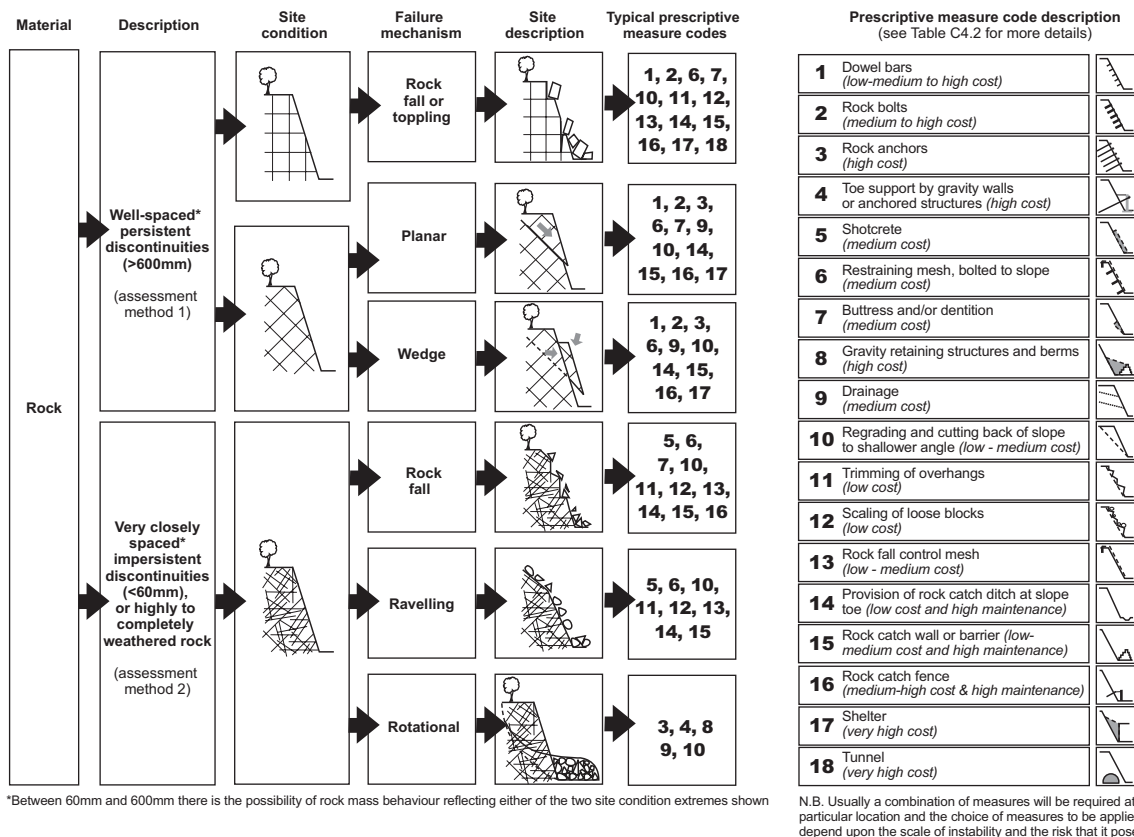 Material
Description
Site
condition
Failure
mechanism
Site
description
Typical prescriptive
measure codes
Rock
Well-spaced*
persistent
discontinuities
(>600mm)
(assessment
method 1)
Rock
fall or
toppling
1, 2, 6, 7,
10, 11, 12,
13, 14, 15,
16, 17, 18
Planar
1, 2, 3,
6, 7, 9,
10, 14,
15, 16, 17
Wedge
1, 2, 3,
6, 9, 10,
14, 15,
16, 17
Very closely
spaced*
impersistent
discontinuities
(<60mm),
or highly to
completely
weathered rock
(assessment
method 2)
Rock
fall
5, 6,
7, 10,
11, 12, 13,
14, 15, 16
Ravelling
5, 6, 10,
11, 12, 13,
14, 15
Rotational
3, 4, 8
9, 10
*Between 60mm and 600mm there is the possibility of rock mass behaviour reflecting either of the two site condition extremes shown
Prescriptive measure code description
(see Table C4.2 for more details)
1 Dowel bars
(low-medium to high cost)
2 Rock bolts
(medium to high cost)
3 Rock anchors
(high cost)
4 Toe support by gravity walls
or anchored structures (high cost)
5 Shotcrete
(medium cost)
6 Restraining mesh, bolted to slope
(medium cost)
7 Buttress and/or dentition
(medium cost)
8 Gravity retaining structures and berms
(high cost)
9 Drainage
(medium cost)
10 Regrading and cutting back of slope
to shallower angle (low - medium cost)
11 Trimming of overhangs
(low cost)
12 Scaling of loose blocks
(low cost)
13 Rock fall control mesh
(low - medium cost)
14 Provision of rock catch ditch at slope
toe (low cost and high maintenance)
15 Rock catch wall or barrier (low-
medium cost and high maintenance)
16 Rock catch fence
(medium-high cost & high maintenance)
17 Shelter
(very high cost)
18 Tunnel
(very high cost)
N.B. Usually a combination of measures will be required at
particular location and the choice of measures to be applie
depend upon the scale of instability and the risk that it pose